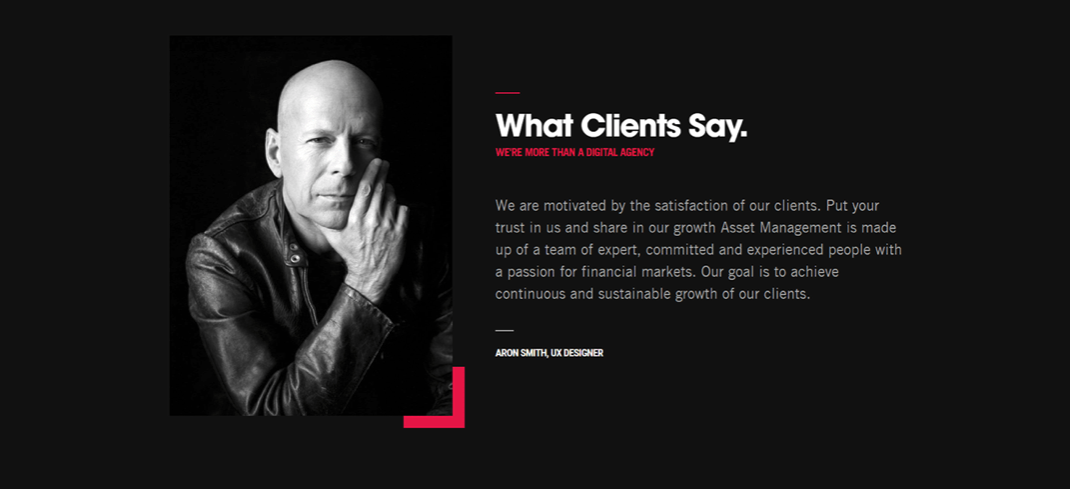 What Clients Say.
WE'RE MORE THAN A DIGITAL AGENCY
We are motivated by the satisfaction of our clients. Put your
trust in us and share in our growth Asset Management is made
up of a team of expert, committed and experienced people with
a passion for financial markets. Our goal is to achieve
continuous and sustainable growth of our clients.
ARON SMITH, UX DESIGNER